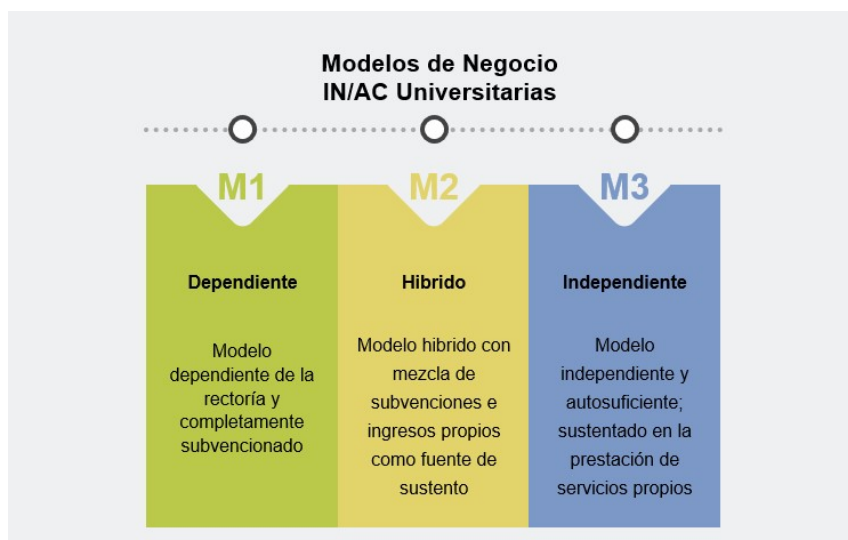 Modelos de Negocio
IN/AC Universitarias
M1
M2
M3
Dependiente
Modelo
dependiente de la
rectoría y
completamente
subvencionado
Hibrido
Modelo hibrido con
mezcla de
subvenciones e
ingresos propios
como fuente de
sustento
Independiente
Modelo
independiente y
autosuficiente;
sustentado en la
prestación de
servicios propios